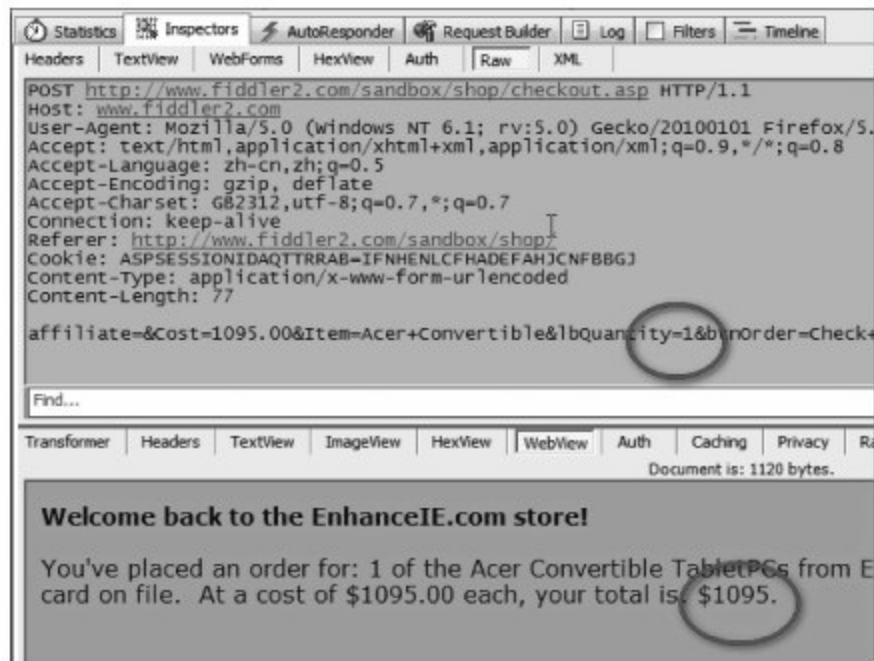 Statistics Inspectors AutoResponder Request Builder Log Filters Timeline
Headers TextView WebForms HexView Auth Raw XML
POST http://www.fiddler2.com/sandbox/shop/checkout.asp HTTP/1.1
Host: www.fiddler2.com
User-Agent: Mozilla/5.0 (Windows NT 6.1; rv:5.0) Gecko/20100101 Firefox/5.
Accept: text/html,application/xhtml+xml,application/xml;q=0.9,*/*;q=0.8
Accept-Language: zh-cn,zh;q=0.5
Accept-Encoding: gzip, deflate
Accept-Charset: GB2312,utf-8;q=0.7,*;q=0.7
Connection: keep-alive
Referer: http://www.fiddler2.com/sandbox/shop/
Cookie: ASPSESSIONIDAQTTRRAB=IFNHENLCFHADEFAHJCNFBBGJ
Content-Type: application/x-www-form-urlencoded
Content-Length: 77
affiliate=&Cost=1095.00&Item=Acer+Convertible&lbQuantity=1&btnOrder=Check+
Find...
Transformer Headers TextView ImageView HexView WebView Auth Caching Privacy Ra
Document is: 1120 bytes.
Welcome back to the EnhanceIE.com store!
You've placed an order for: 1 of the Acer Convertible TabletPCs from E
card on file. At a cost of $1095.00 each, your total is: $1095.